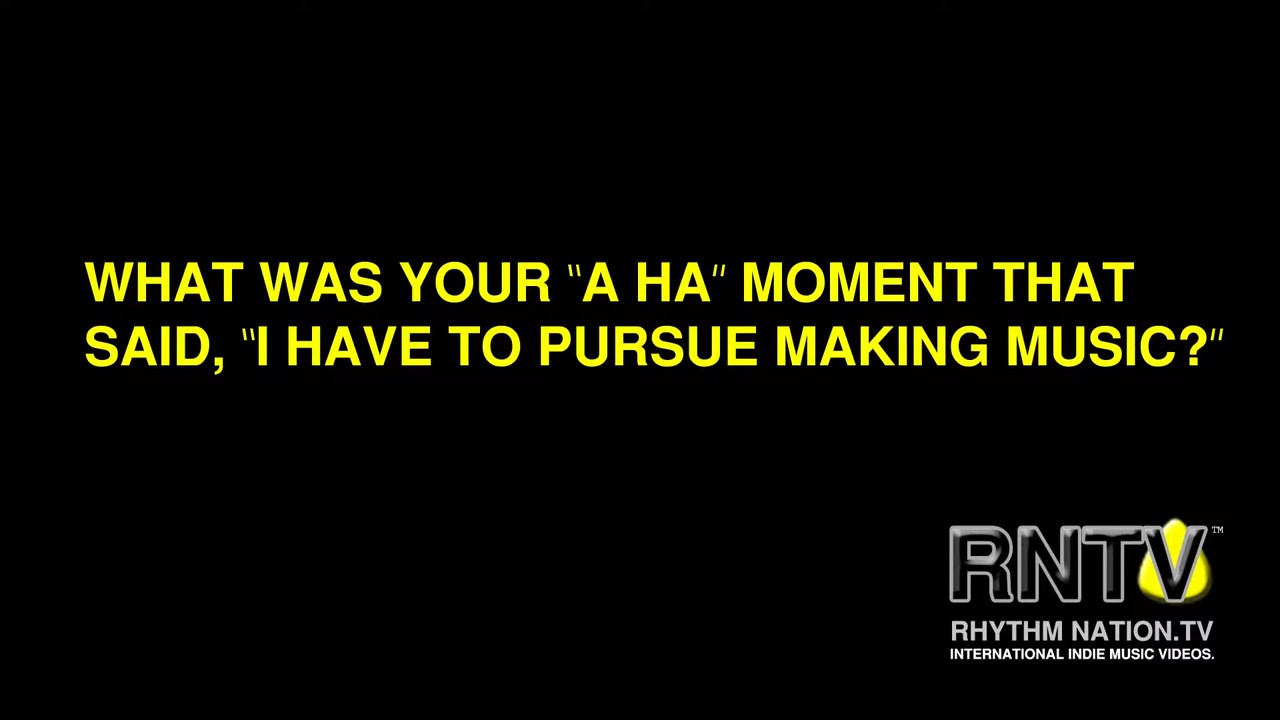 WHAT WAS YOUR "A HA" MOMENT THAT
SAID, "I HAVE TO PURSUE MAKING MUSIC?"
RNTV™
RHYTHM NATION.TV
INTERNATIONAL INDIE MUSIC VIDEOS.